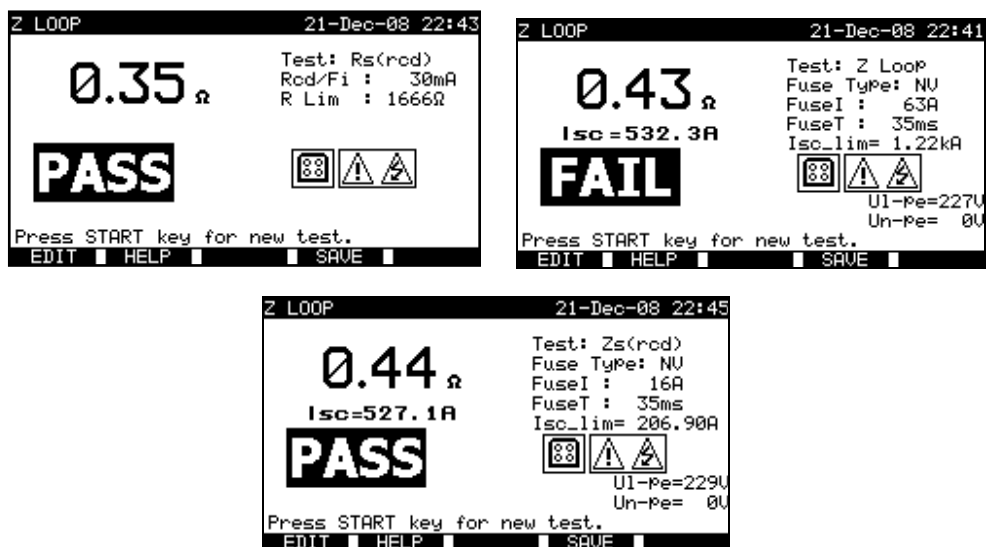 Z LOOP 21-Dec-08 22:43
0.35 Ω
Test: Rs(rcd)
Rcd/Fi : 30mA
R Lim : 1666Ω
PASS
Press START key for new test.
EDIT HELP SAVE
Z LOOP 21-Dec-08 22:41
0.43 Ω
Isc =532.3A
Test: Z Loop
Fuse Type: NV
FuseI : 63A
FuseT : 35ms
Isc_lim= 1.22kA
FAIL
Ul-pe=227V
Un-pe= 0V
Press START key for new test.
EDIT HELP SAVE
Z LOOP 21-Dec-08 22:45
0.44 Ω
Isc=527.1A
Test: Zs(rcd)
Fuse Type: NV
FuseI : 16A
FuseT : 35ms
Isc_lim= 206.90A
PASS
Ul-pe=229V
Un-pe= 0V
Press START key for new test.
EDIT HELP SAVE